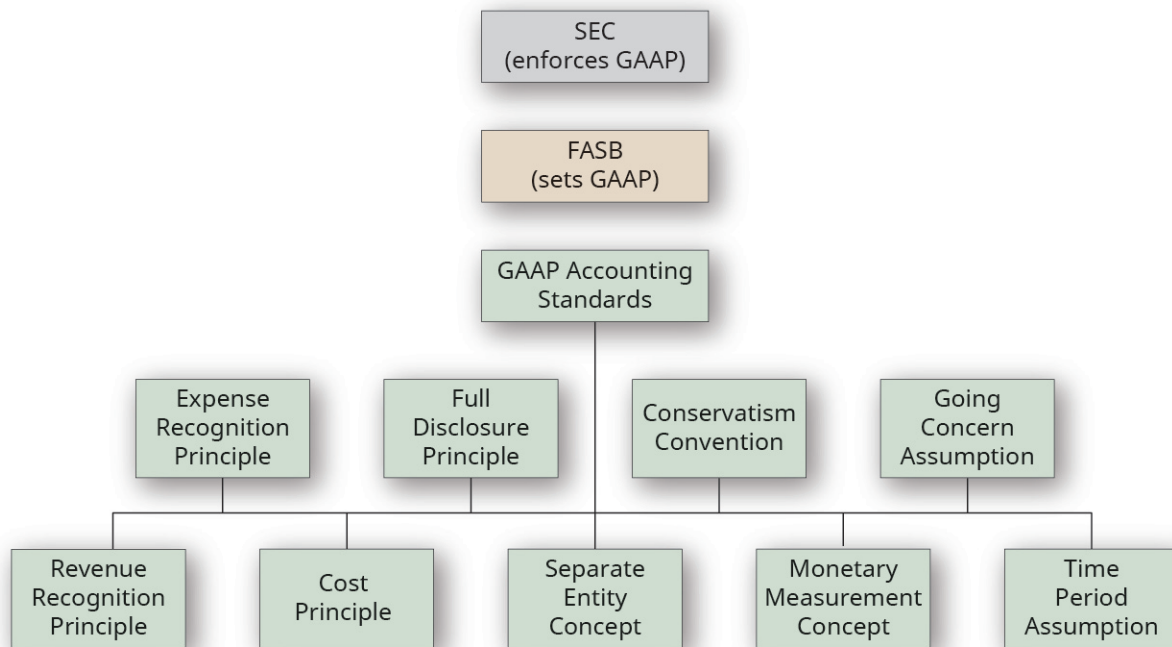 SEC
(enforces GAAP)
FASB
(sets GAAP)
GAAP Accounting
Standards
Expense
Recognition
Principle
Full
Disclosure
Principle
Conservatism
Convention
Going
Concern
Assumption
Revenue
Recognition
Principle
Cost
Principle
Separate
Entity
Concept
Monetary
Measurement
Concept
Time
Period
Assumption